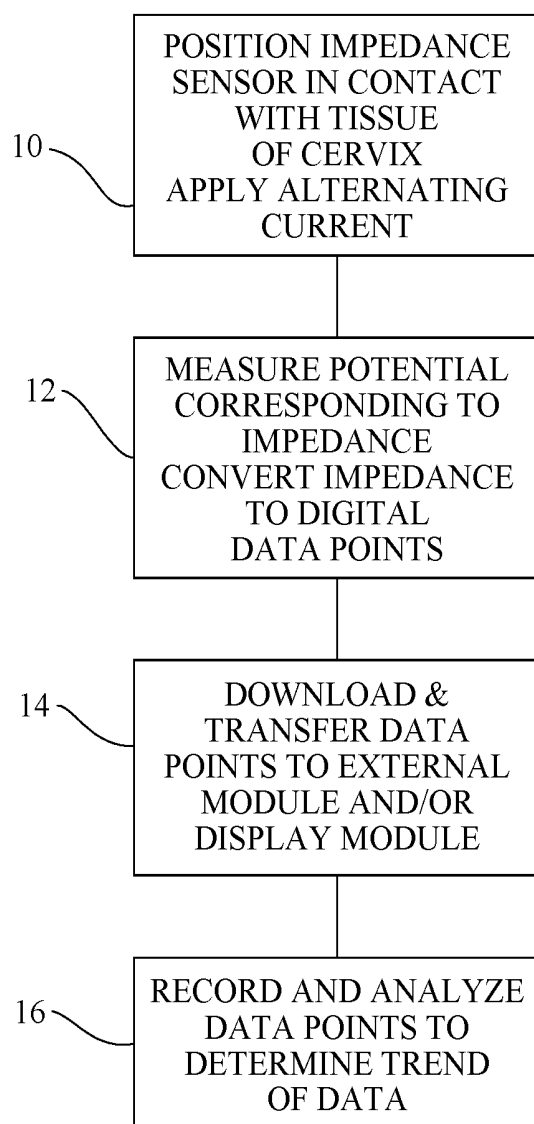 POSITION IMPEDANCE
SENSOR IN CONTACT
WITH TISSUE
OF CERVIX
APPLY ALTERNATING
CURRENT
10
MEASURE POTENTIAL
CORRESPONDING TO
IMPEDANCE
CONVERT IMPEDANCE
TO DIGITAL
DATA POINTS
12
DOWNLOAD &
TRANSFER DATA
POINTS TO EXTERNAL
MODULE AND/OR
DISPLAY MODULE
14
RECORD AND ANALYZE
DATA POINTS TO
DETERMINE TREND
OF DATA
16